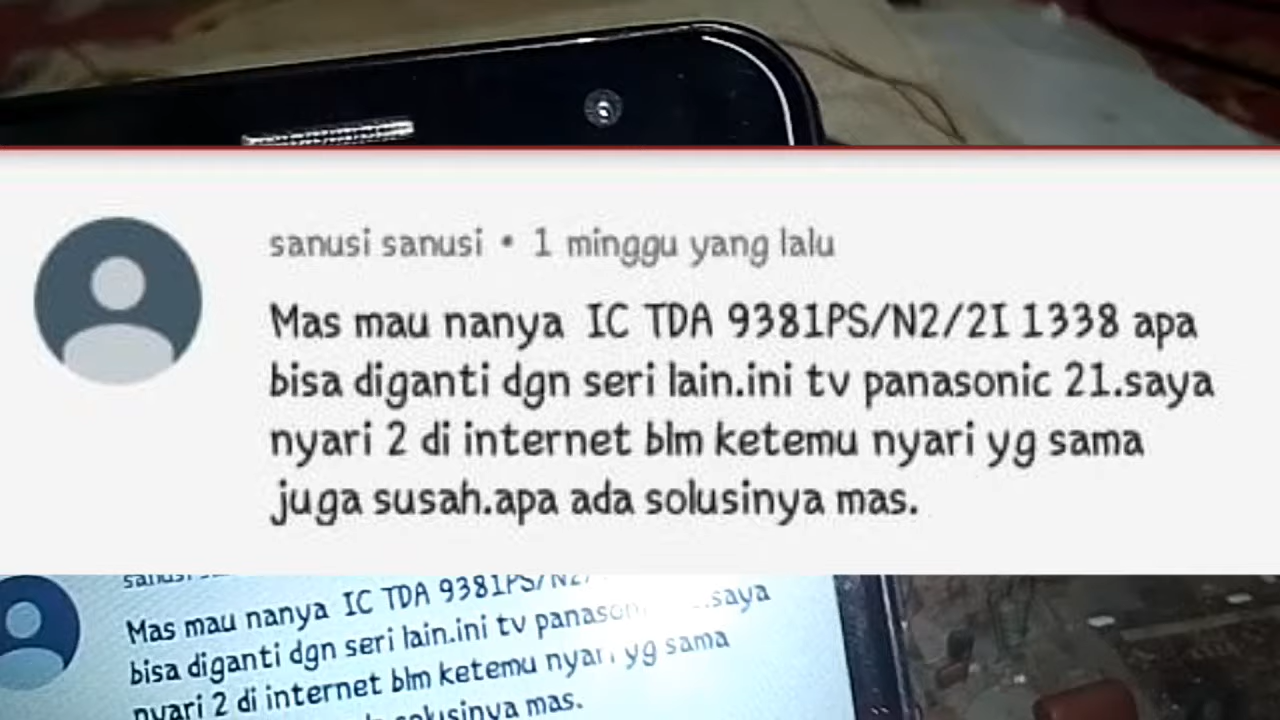 sanusi sanusi • 1 minggu yang lalu
Mas mau nanya IC TDA 9381PS/N2/2I 1338 apa
bisa diganti dgn seri lain.ini tv panasonic 21.saya
nyari 2 di internet blm ketemu nyari yg sama
juga susah.apa ada solusinya mas.
Mas mau nanya IC TDA 9381PS/N2/
bisa diganti dgn seri lain.ini tv panason .saya
nyari 2 di internet blm ketemu nyari yg sama
solusinya mas.